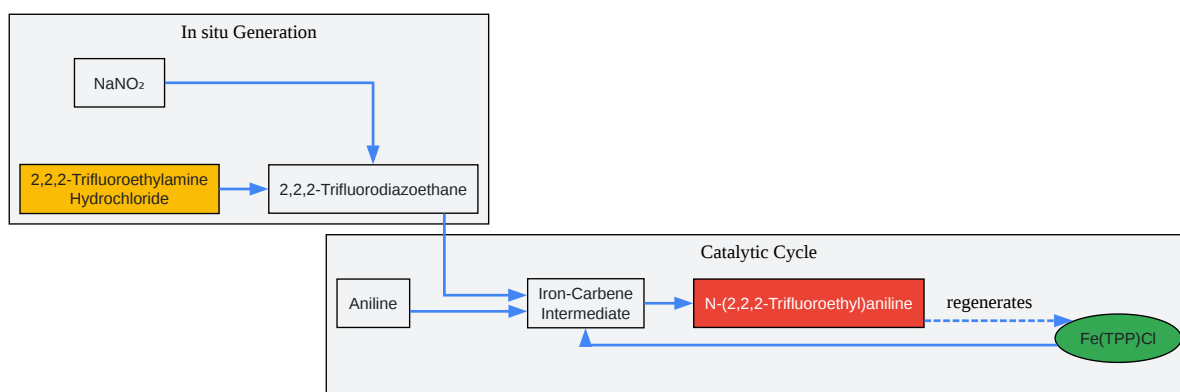 In situ Generation
NaNO₂
2,2,2-Trifluoroethylamine
Hydrochloride
2,2,2-Trifluorodiazoethane
Catalytic Cycle
Aniline
Iron-Carbene
Intermediate
N-(2,2,2-Trifluoroethyl)aniline
regenerates
Fe(TPP)Cl